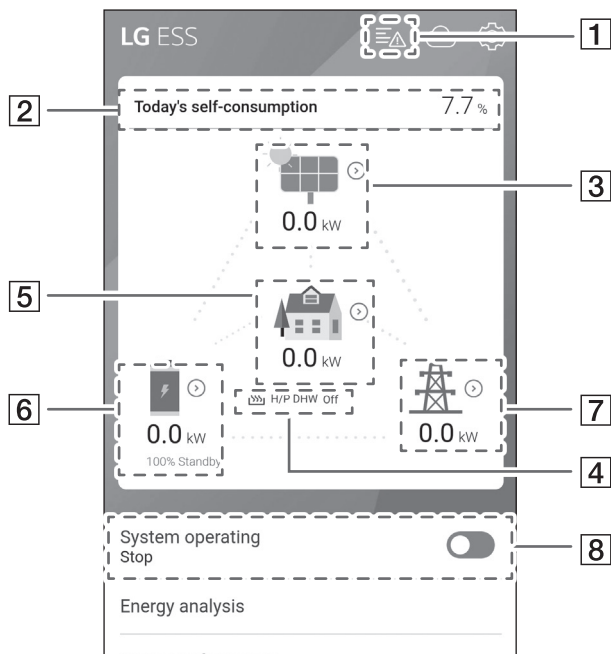 LG ESS
1
2
Today's self-consumption 7.7 %
3
0.0 kW
5
0.0 kW
6
H/P DHW Off
0.0 kW
100% Standby
0.0 kW
7
4
System operating
Stop
8
Energy analysis